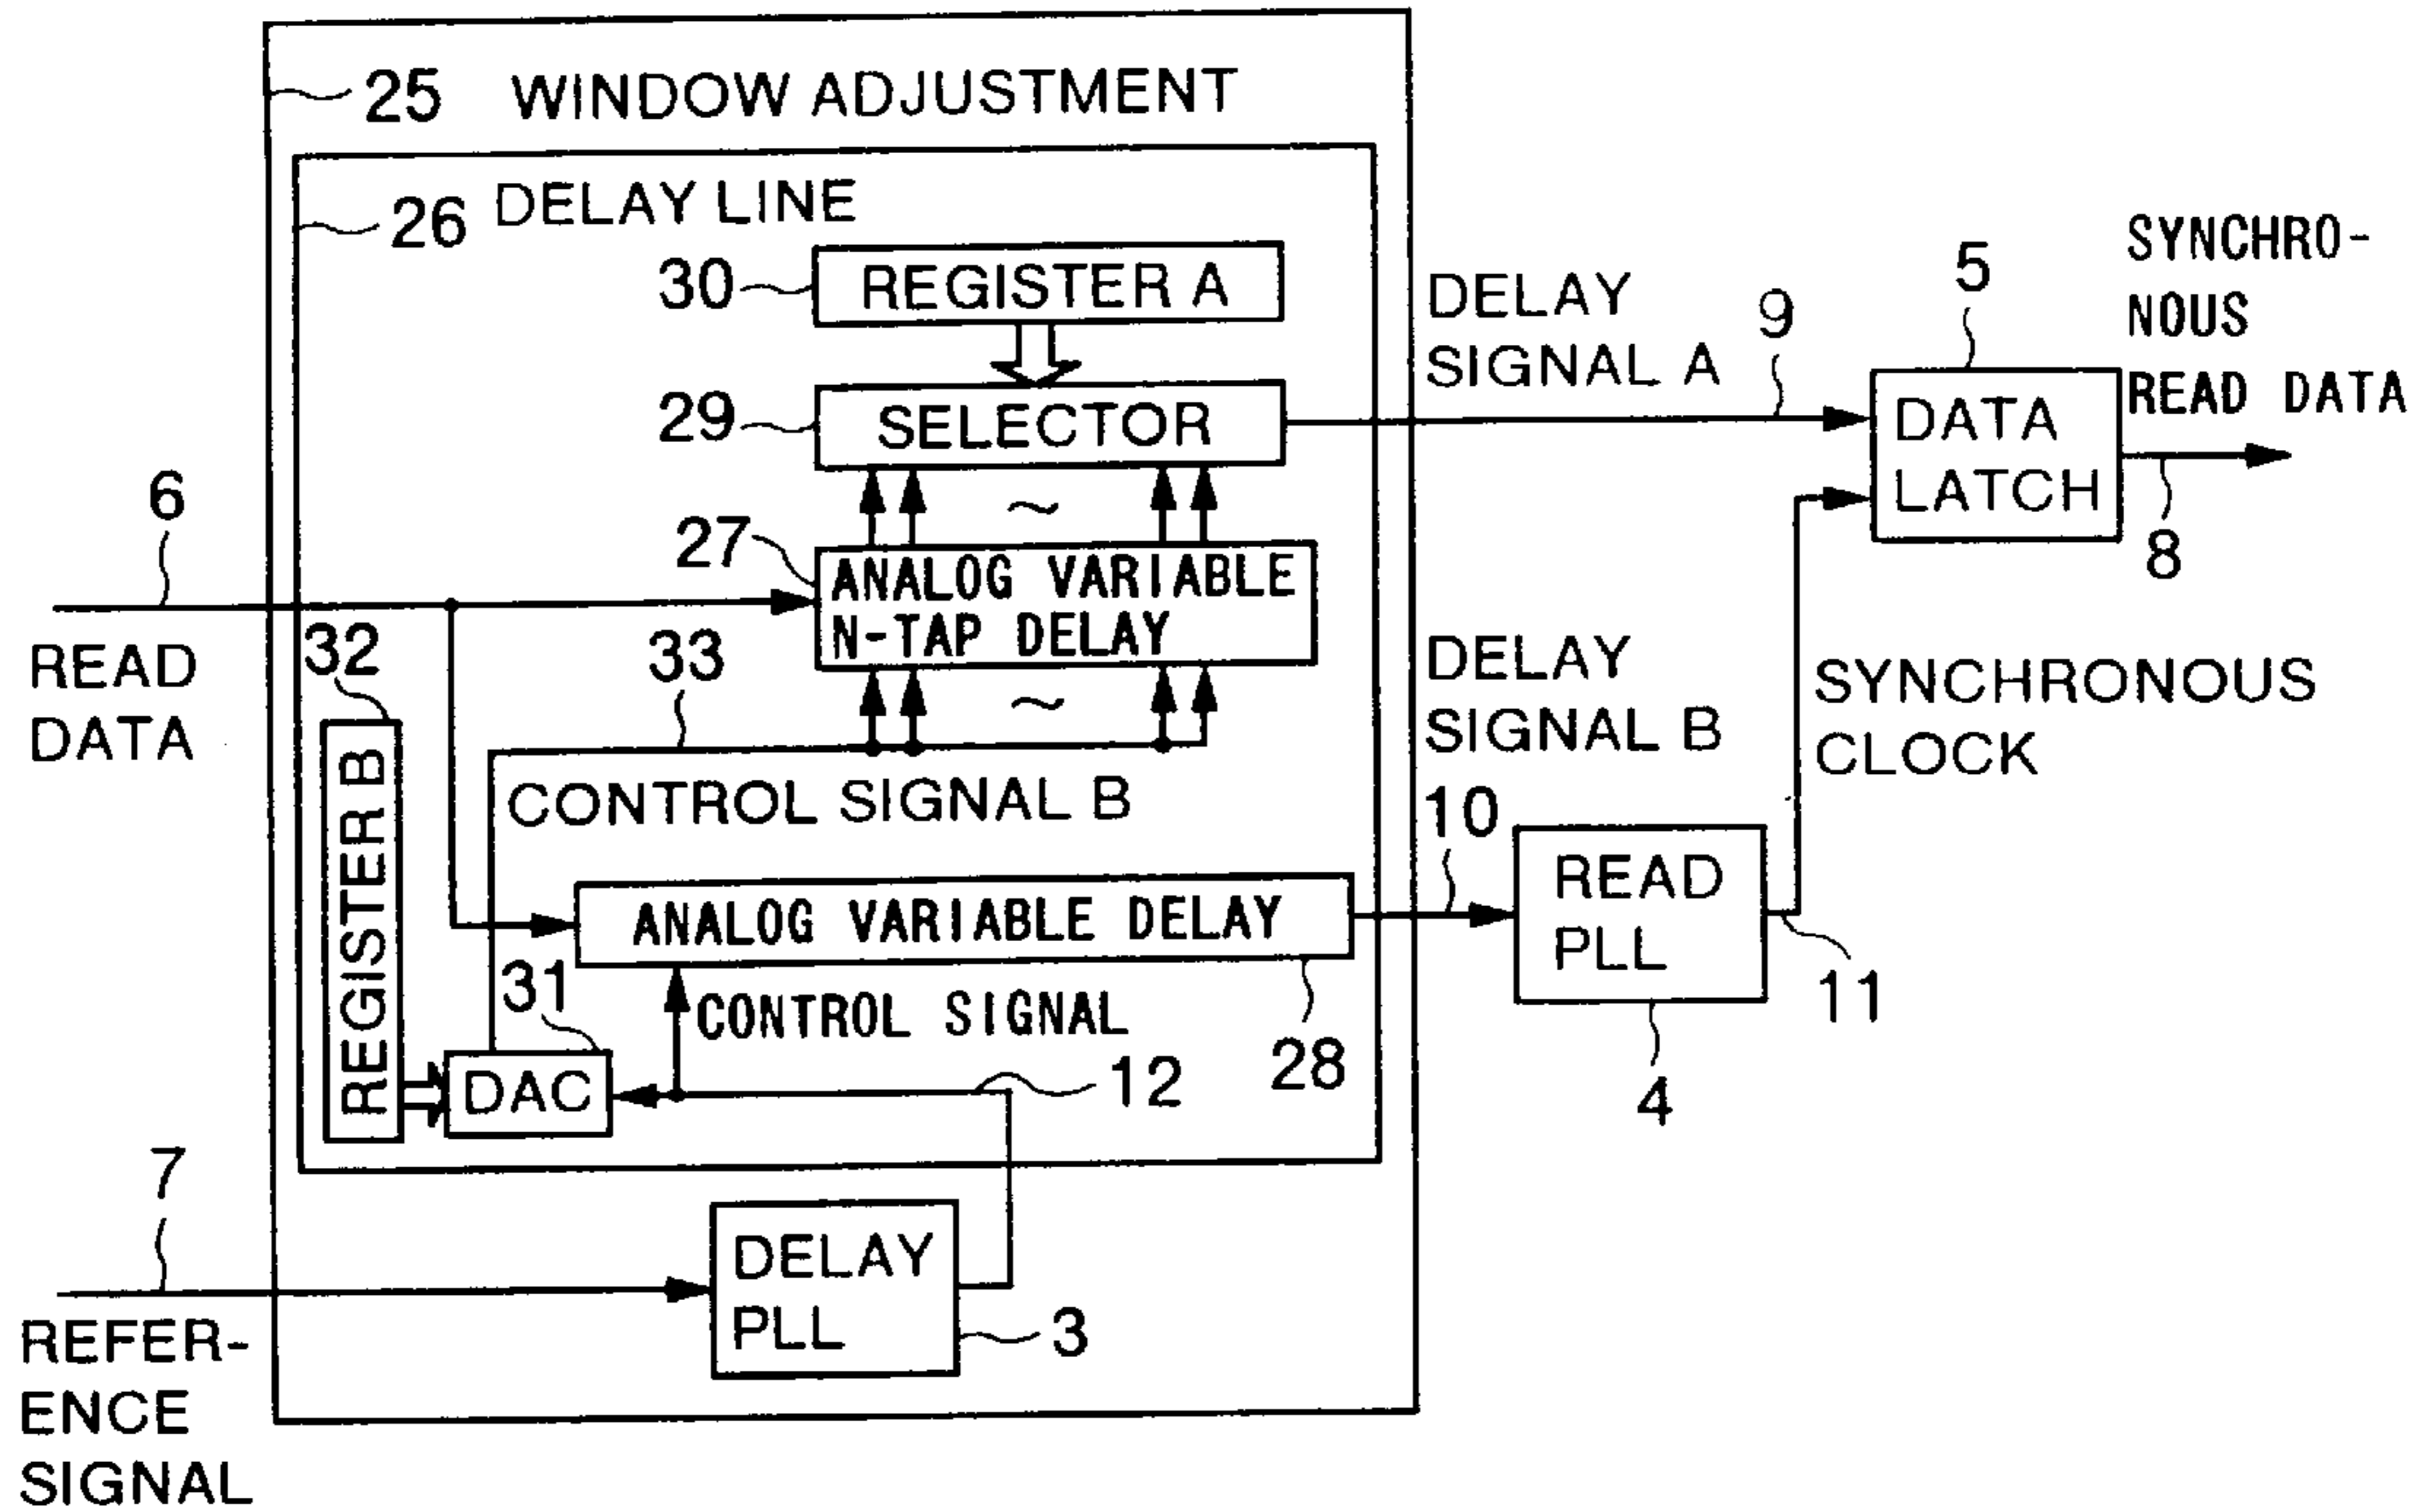 25 WINDOW ADJUSTMENT
26 DELAY LINE
30 REGISTER A
29 SELECTOR
27 ANALOG VARIABLE
N-TAP DELAY
6
READ
DATA
32
REGISTER B
33
CONTROL SIGNAL B
ANALOG VARIABLE DELAY
28
31
DAC
CONTROL SIGNAL
12
7
REFER-
ENCE
SIGNAL
DELAY
PLL
3
DELAY
SIGNAL A
9
5
DATA
LATCH
SYNCHRO-
NOUS
READ DATA
8
DELAY
SIGNAL B
10
READ
PLL
4
11
SYNCHRONOUS
CLOCK